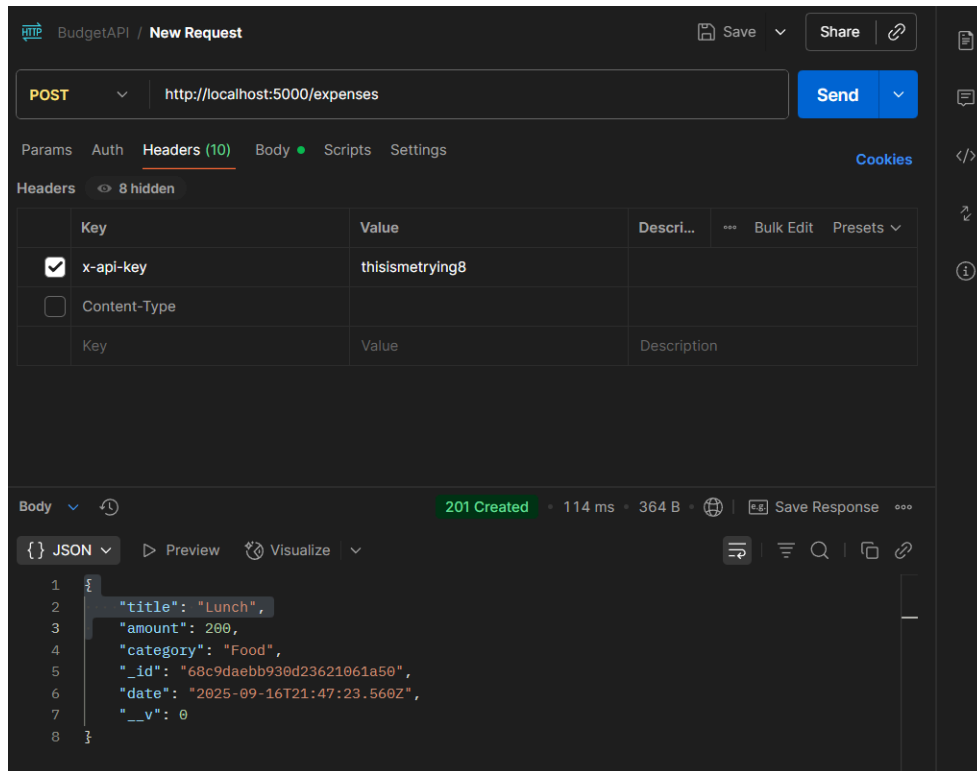 HTTP BudgetAPI / New Request Save Share
POST http://localhost:5000/expenses Send
Params Auth Headers (10) Body Scripts Settings Cookies
Headers 8 hidden
Key Value Descri... Bulk Edit Presets
x-api-key thisismetrying8
Content-Type
Key Value Description
Body 201 Created • 114 ms • 364 B • e.g. Save Response
{} JSON Preview Visualize
1 {
2 "title": "Lunch",
3 "amount": 200,
4 "category": "Food",
5 "_id": "68c9daebb930d23621061a50",
6 "date": "2025-09-16T21:47:23.560Z",
7 "__v": 0
8 }